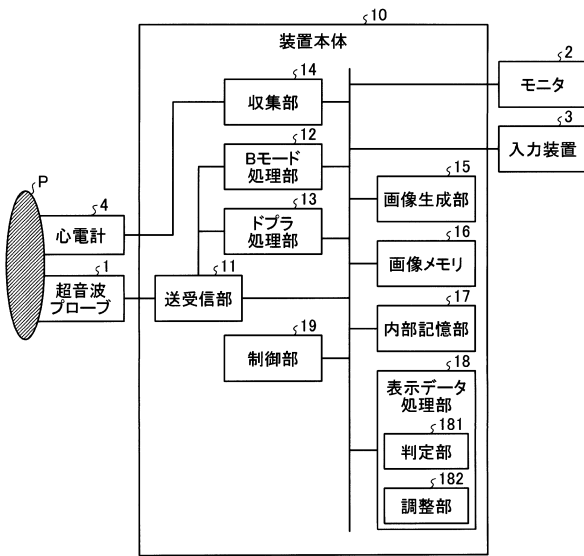 10
装置本体
14
収集部
2
モニタ
12
Bモード
処理部
3
入力装置
P
4
心電計
13
ドプラ
処理部
15
画像生成部
1
超音波
プローブ
11
送受信部
16
画像メモリ
19
制御部
17
内部記憶部
18
表示データ
処理部
181
判定部
182
調整部